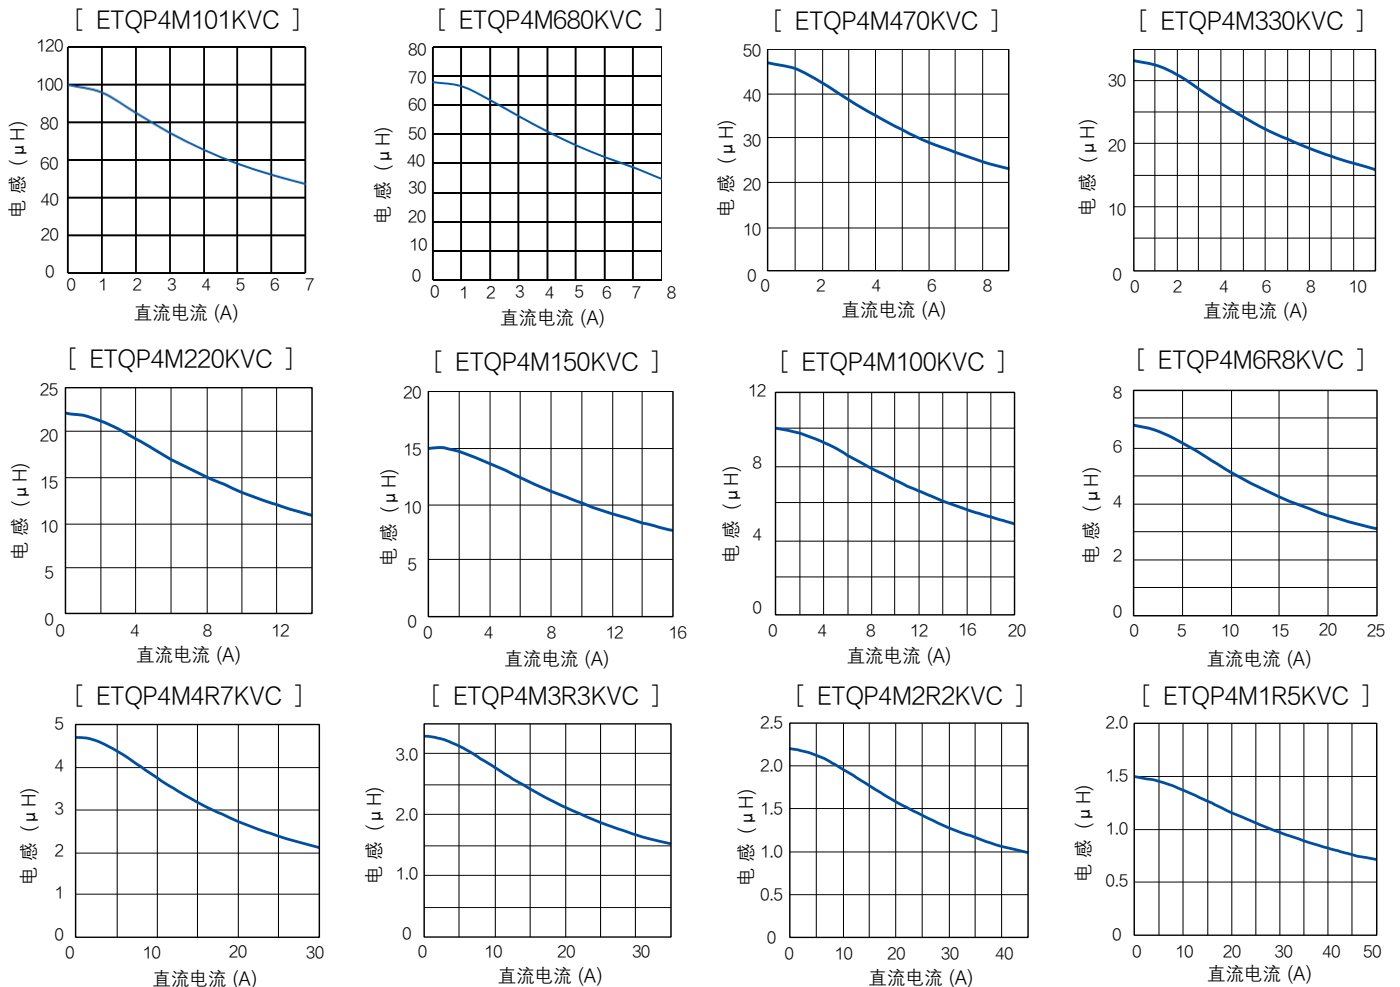 [ ETQP4M101KVC ]
120
100
80
60
40
20
0
电感 (μH)
0 1 2 3 4 5 6 7
直流电流 (A)
[ ETQP4M680KVC ]
80
70
60
50
40
30
20
10
0
电感 (μH)
0 1 2 3 4 5 6 7 8
直流电流 (A)
[ ETQP4M470KVC ]
50
40
30
20
10
0
电感 (μH)
0 2 4 6 8
直流电流 (A)
[ ETQP4M330KVC ]
30
20
10
0
电感 (μH)
0 2 4 6 8 10
直流电流 (A)
[ ETQP4M220KVC ]
25
20
15
10
5
0
电感 (μH)
0 4 8 12
直流电流 (A)
[ ETQP4M150KVC ]
20
15
10
5
0
电感 (μH)
0 4 8 12 16
直流电流 (A)
[ ETQP4M100KVC ]
12
8
4
0
电感 (μH)
0 4 8 12 16 20
直流电流 (A)
[ ETQP4M6R8KVC ]
8
6
4
2
0
电感 (μH)
0 5 10 15 20 25
直流电流 (A)
[ ETQP4M4R7KVC ]
5
4
3
2
1
0
电感 (μH)
0 10 20 30
直流电流 (A)
[ ETQP4M3R3KVC ]
3.0
2.0
1.0
0
电感 (μH)
0 10 20 30
直流电流 (A)
[ ETQP4M2R2KVC ]
2.5
2.0
1.5
1.0
0.5
0
电感 (μH)
0 10 20 30 40
直流电流 (A)
[ ETQP4M1R5KVC ]
2.0
1.5
1.0
0.5
0
电感 (μH)
0 10 20 30 40 50
直流电流 (A)